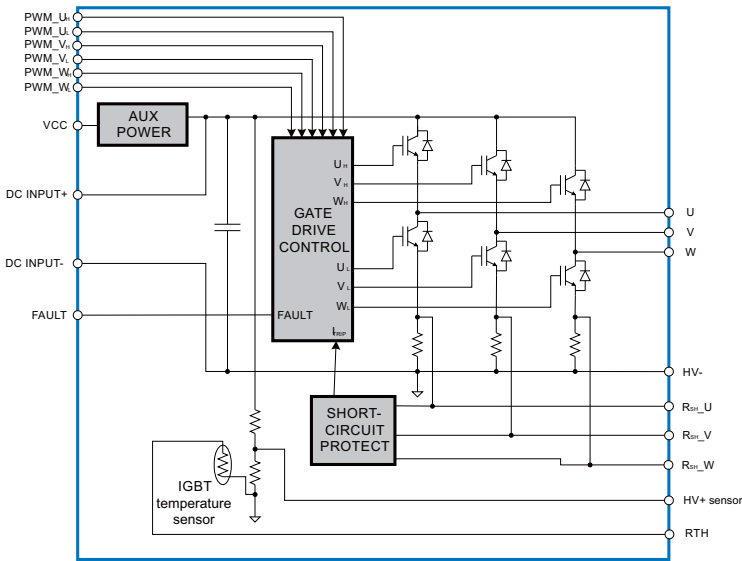 PWM_UH
PWM_UL
PWM_VH
PWM_VL
PWM_WH
PWM_WL
VCC
AUX
POWER
DC INPUT+
DC INPUT-
FAULT
UH
VH
WH
GATE
DRIVE
CONTROL
UL
VL
WL
FAULT
ITRIP
SHORT-
CIRCUIT
PROTECT
IGBT
temperature
sensor
U
V
W
HV-
RSH_U
RSH_V
RSH_W
HV+ sensor
RTH